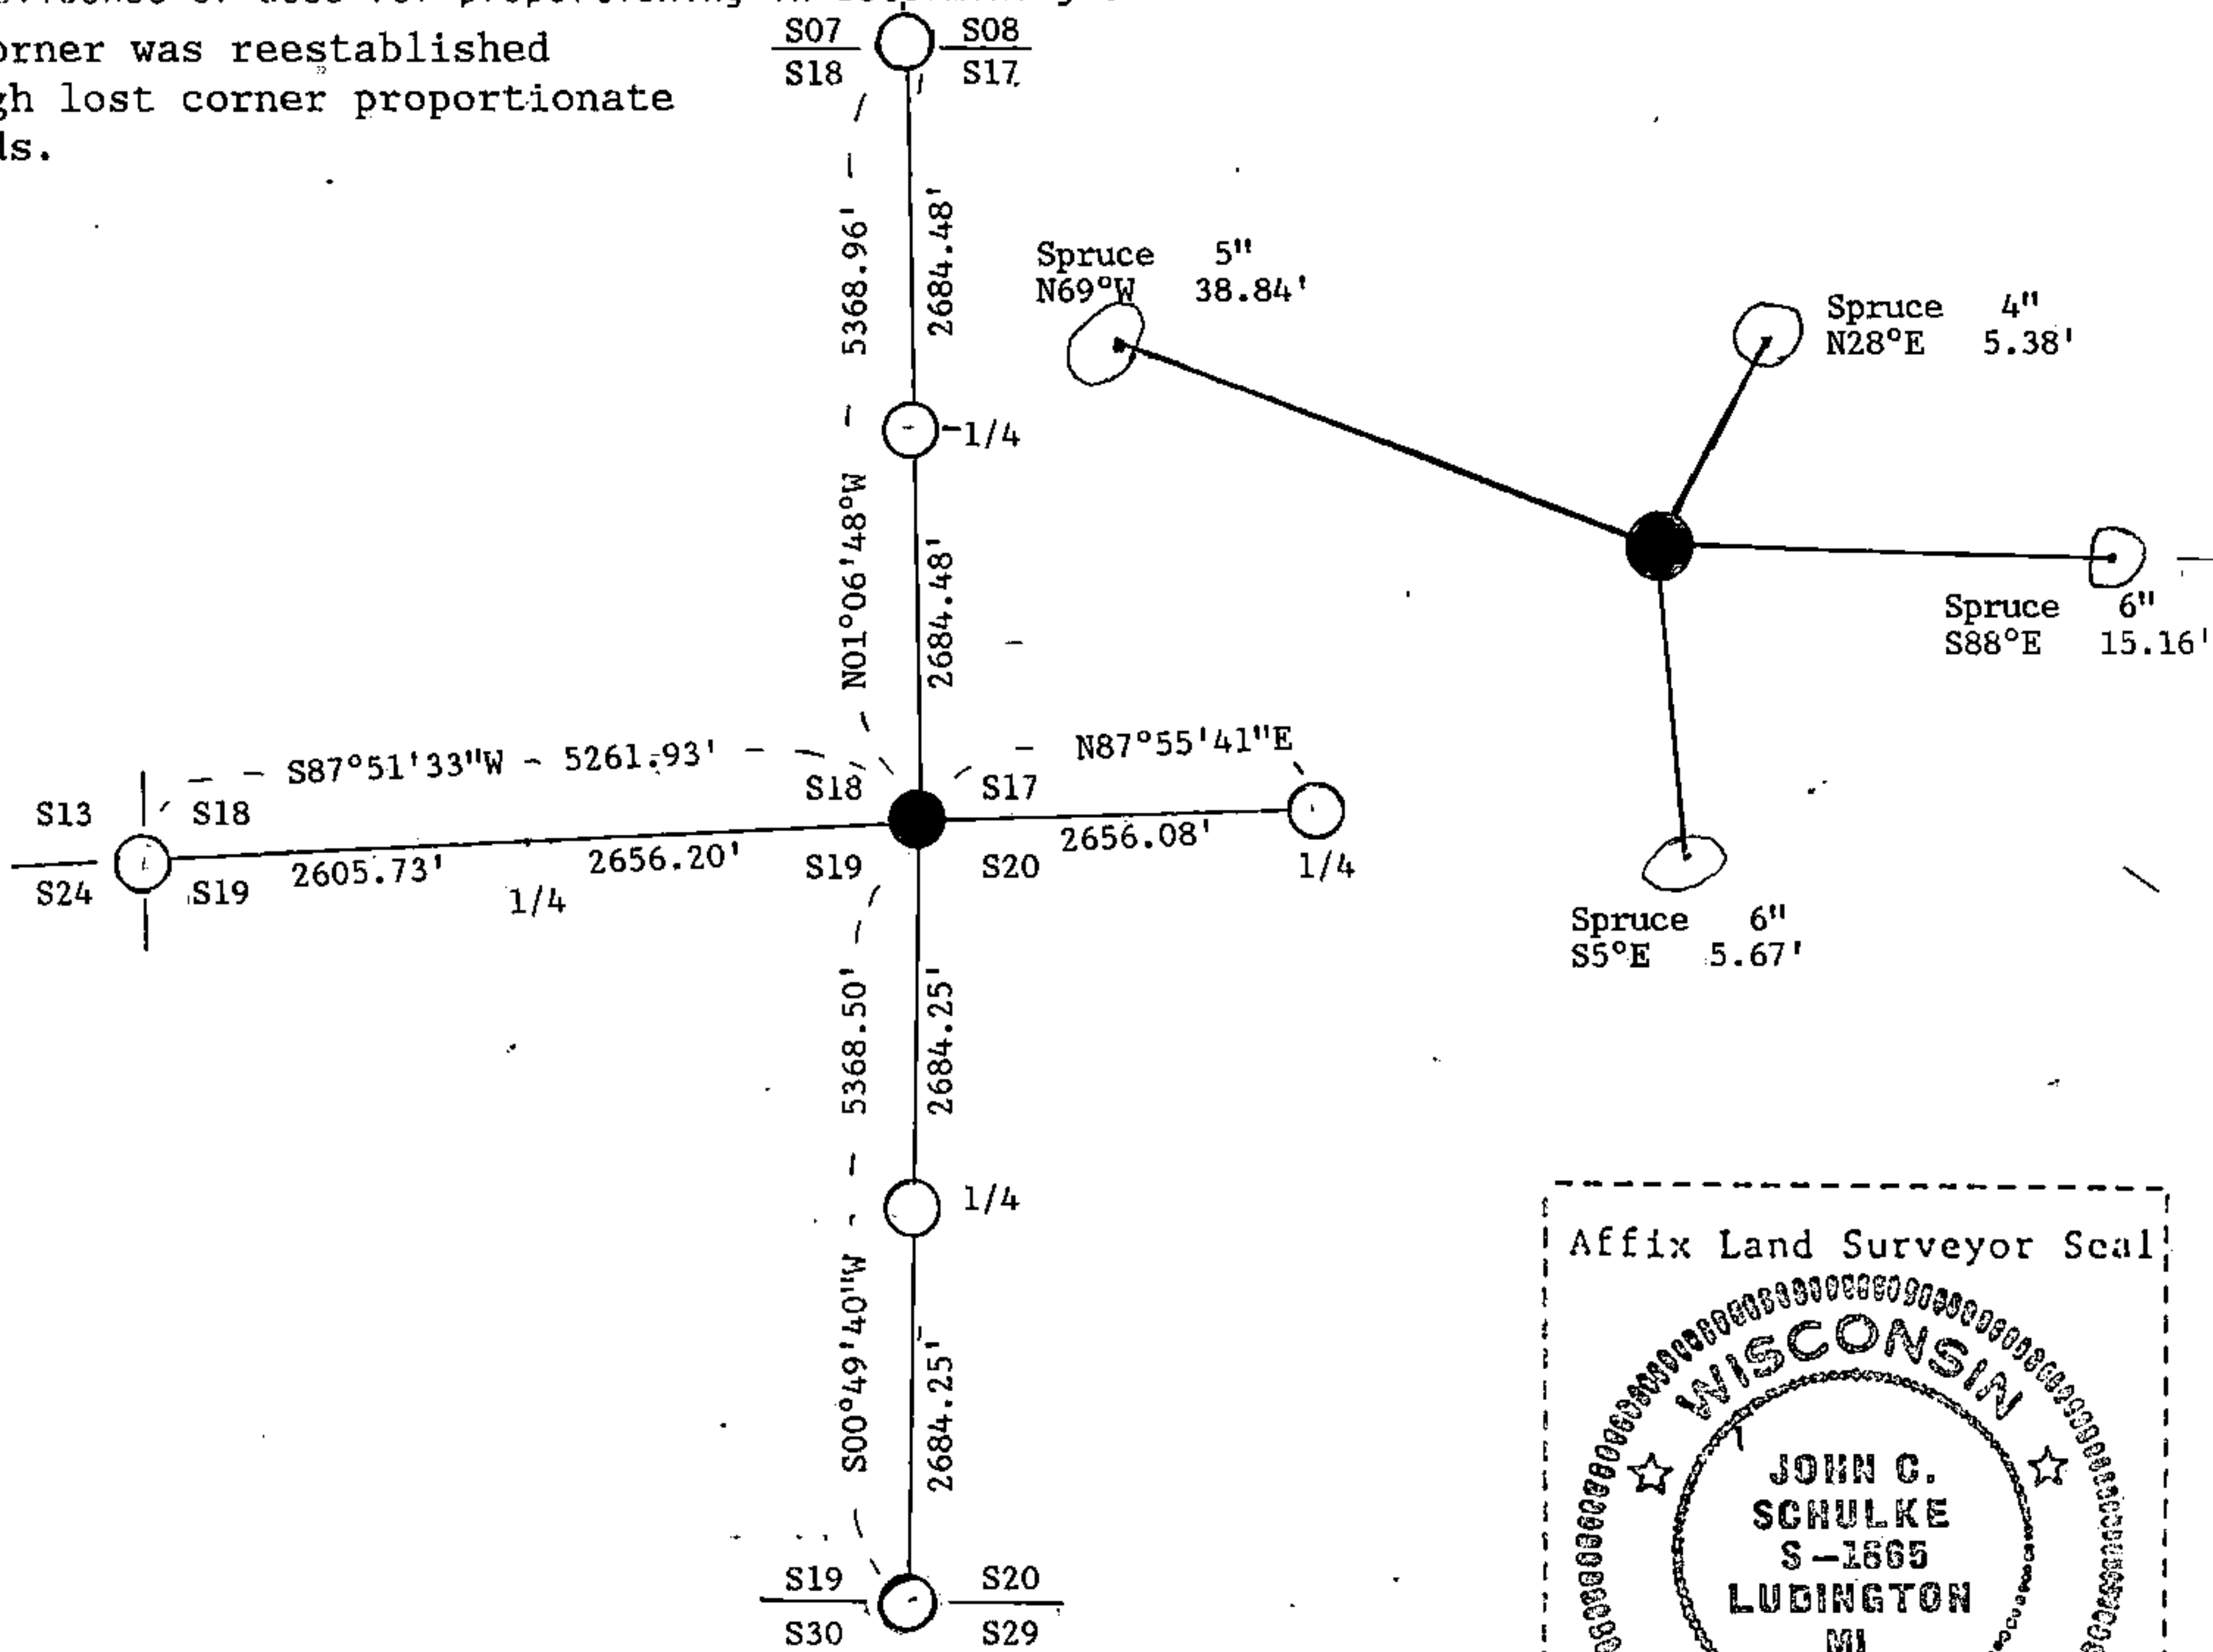 orner was reestablished
gh lost corner proportionate
ds.
S07 S08
S18 S17
5368.96'
2684.48'
-1/4
N01°06'48°W
2684.48'
Spruce 5"
N69°W 38.84'
Spruce 4"
N28°E 5.38'
Spruce 6"
S88°E 15.16'
Spruce 6"
S5°E 5.67'
S87°51'33"W - 5261.93'
N87°55'41"E
S13 S18 S18 S17
2605.73' 2656.20' 2656.08'
S24 S19 1/4 S19 S20 1/4
5368.50'
2684.25'
1/4
S00°49'40"W
2684.25'
S19 S20
S30 S29
Affix Land Surveyor Seal
WISCONSIN
JOHN C.
SCHULKE
S-1665
LUDINGTON
MI